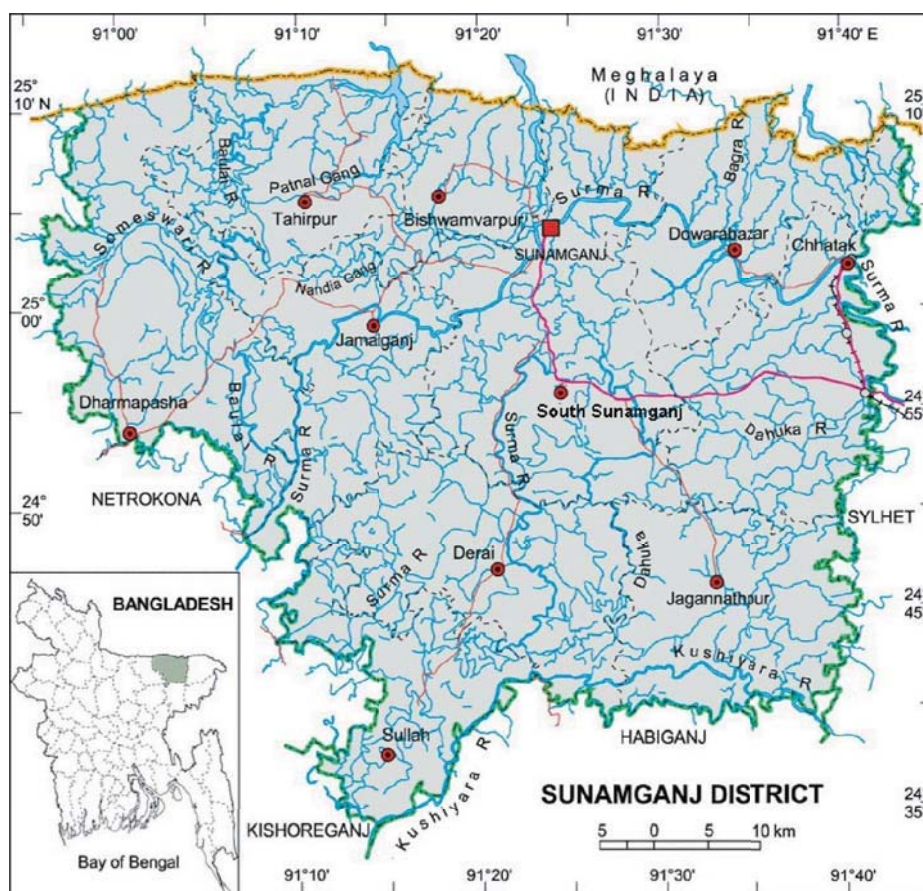 91°00'
91°10'
91°20'
91°30'
91°40' E
25°
10' N
Meghalaya
(INDIA)
25
10
Baulai R
Patnai Gang
Tahirpur
Bishwamvarpur
Surma R
Bagra R
Someswari R
SUNAMGANJ
Dowarabazar
Chhatak
Surma R
Nandia Gang
25°
00'
25
00
Jamalganj
Dharmapasha
South Sunamganj
24
55
Baulai R
Surma R
Surma R
Dahuka R
NETROKONA
24°
50'
SYLHET
Derai
Surma R
Dahuka
Jagannathpur
24
45
BANGLADESH
Kushiyara R
Sullah
HABIGANJ
Kushiyara R
SUNAMGANJ DISTRICT
24
35
KISHOREGANJ
5 0 5 10 km
Bay of Bengal
91°10'
91°20'
91°30'
91°40'